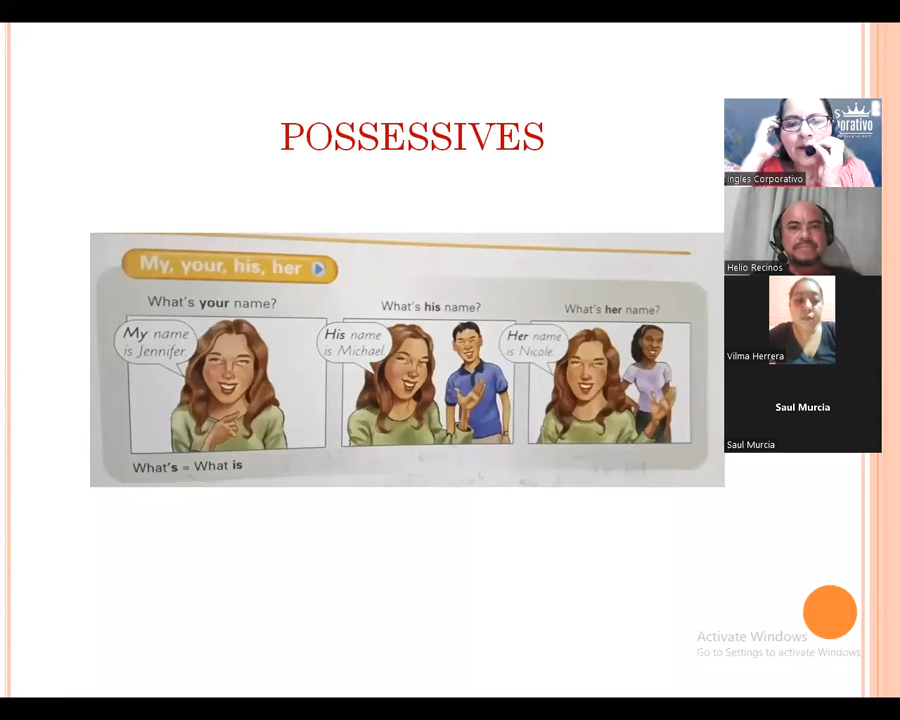 POSSESSIVES
My, your, his, her
What's your name?
My name
is Jennifer.
What's his name?
His name
is Michael.
What's her name?
Her name
is Nicole.
What's = What is
Ingles Corporativo
Helio Recinos
Vilma Herrera
Saul Murcia
Saul Murcia
Activate Windows
Go to Settings to activate Windows.